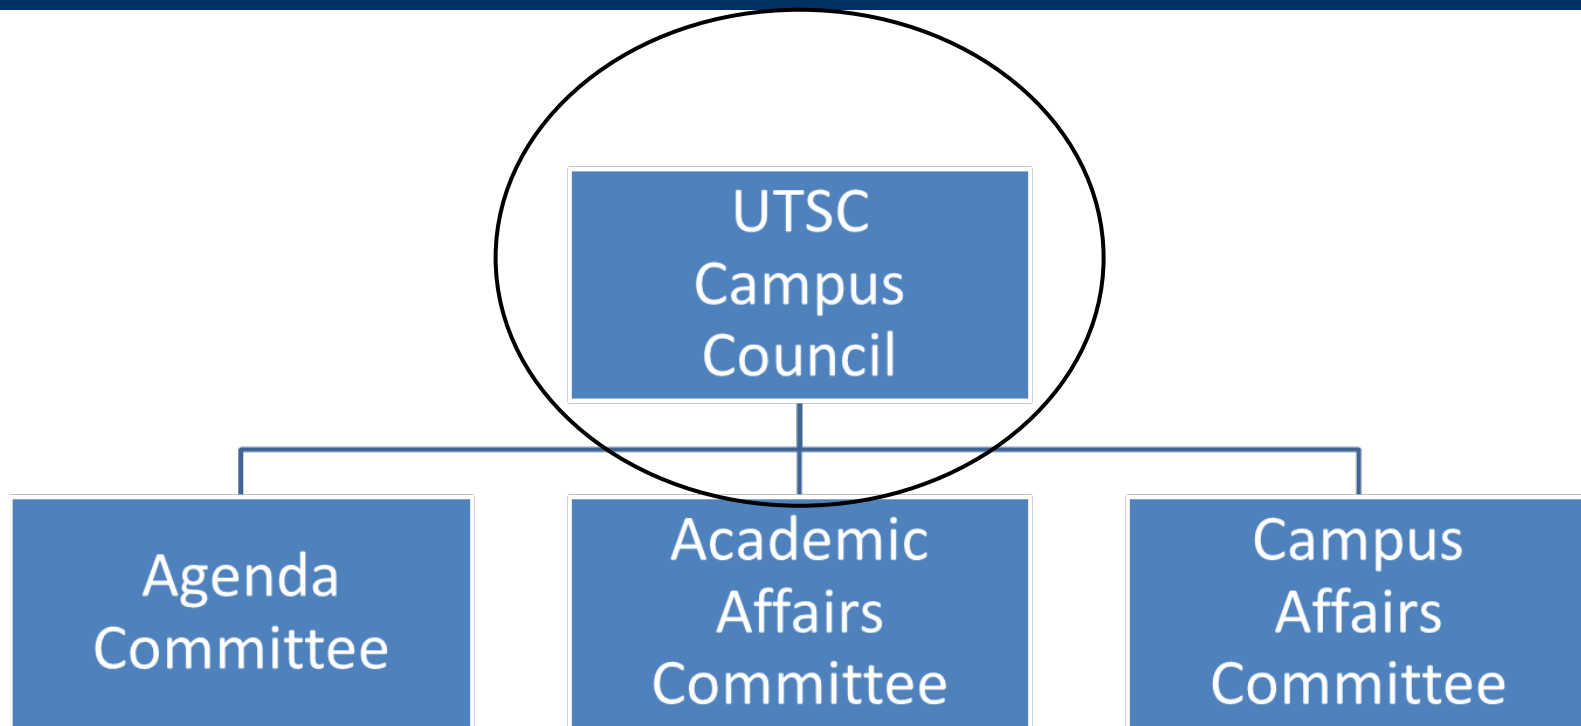 UTSC
Campus
Council
Agenda
Committee
Academic
Affairs
Committee
Campus
Affairs
Committee